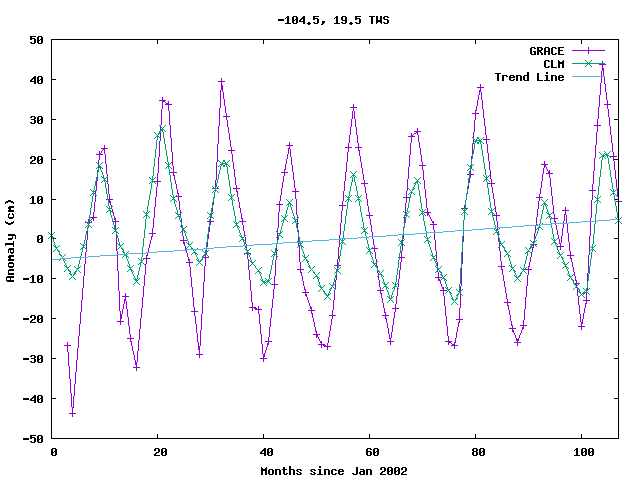 -104.5, 19.5 TWS
GRACE
CLM
Trend Line
50
40
30
20
10
0
-10
-20
-30
-40
-50
Anomaly (cm)
0 20 40 60 80 100
Months since Jan 2002